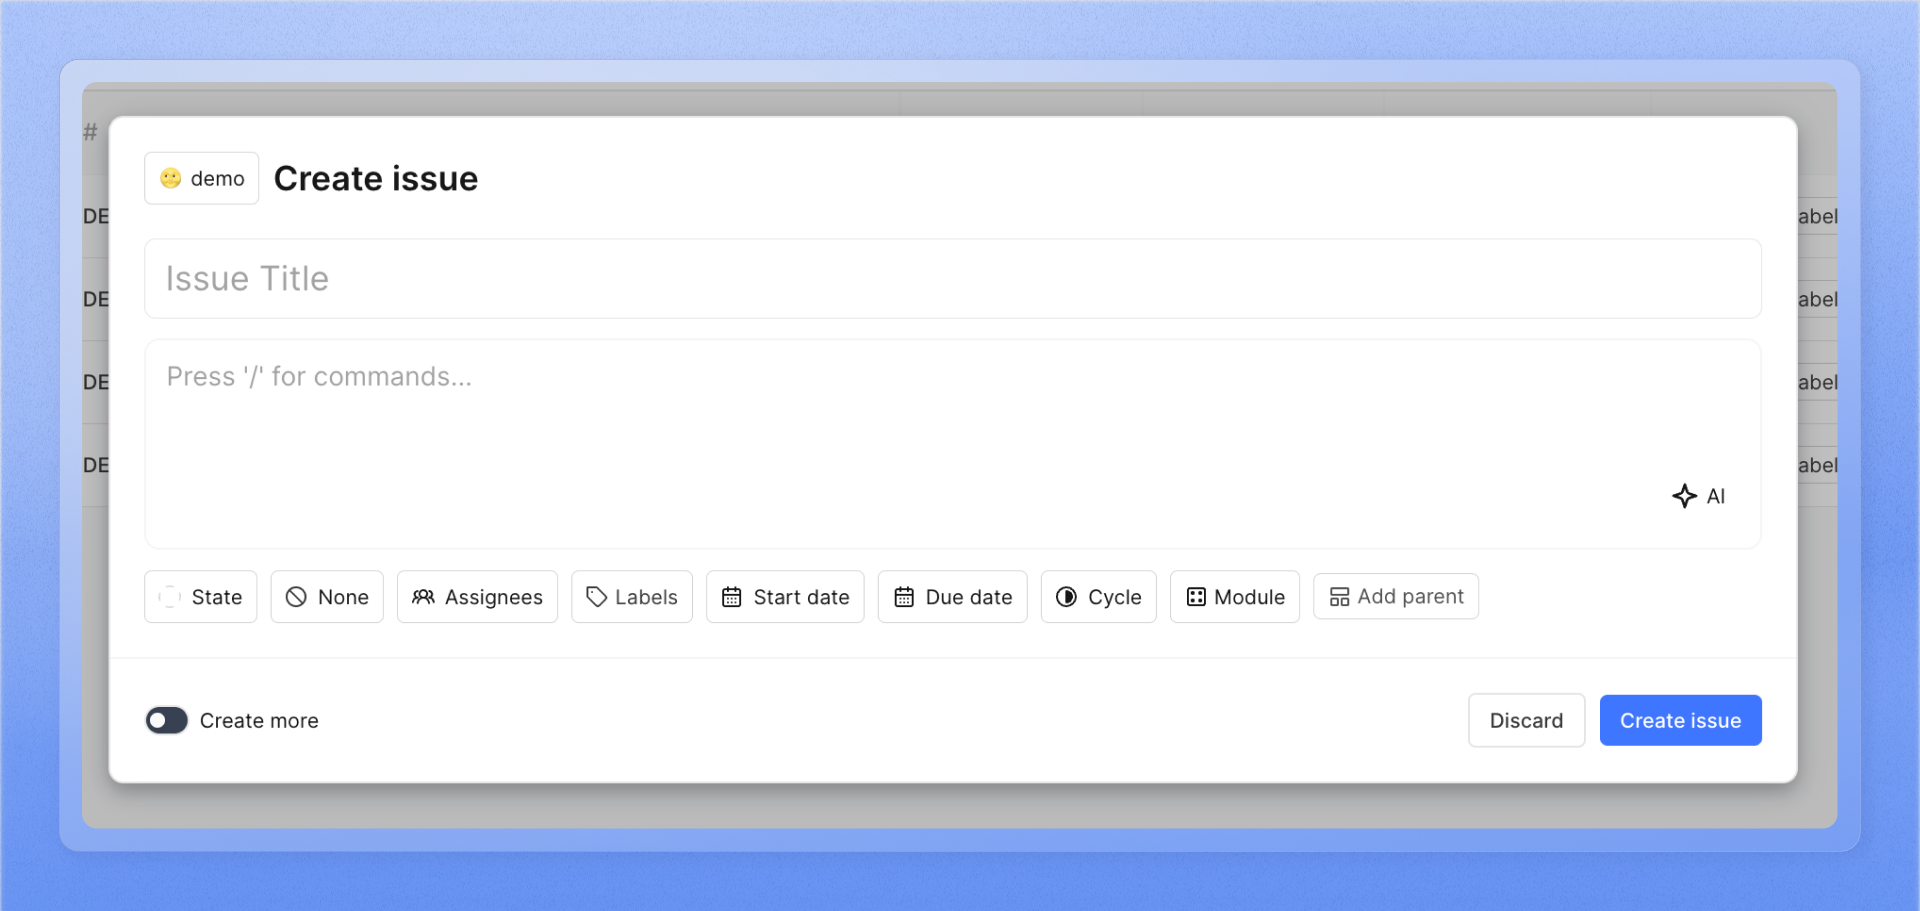 #
demo Create issue
DE
abel
Issue Title
DE
abel
Press '/' for commands...
DE
abel
DE
abel
AI
State None Assignees Labels Start date Due date Cycle Module Add parent
Create more Discard Create issue